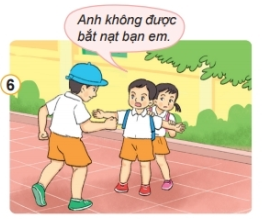 Anh không được
bắt nạt bạn em.
6